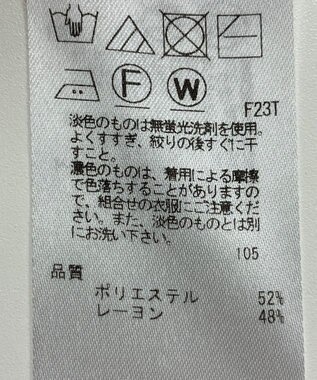 F W
F23T
淡色のものは無蛍光洗剤を使用。
よくすすぎ、絞りの後すぐに干
すこと。
濃色のものは、着用による摩擦
で色落ちすることがありますの
で、組合せの衣服にご注意くだ
さい。また、淡色のものとは別
にお洗い下さい。
105
品質
ポリエステル 52%
レーヨン 48%